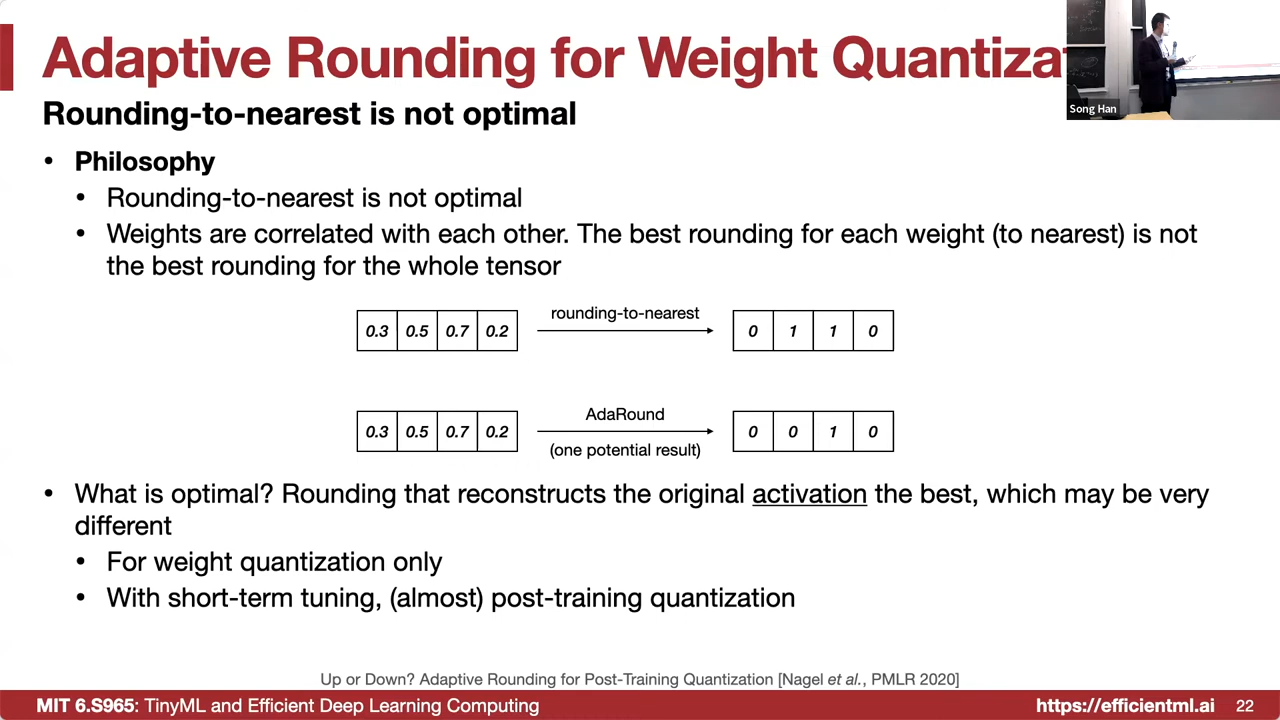 Adaptive Rounding for Weight Quantiza
Song Han
Rounding-to-nearest is not optimal
• Philosophy
• Rounding-to-nearest is not optimal
• Weights are correlated with each other. The best rounding for each weight (to nearest) is not
the best rounding for the whole tensor
0.3 0.5 0.7 0.2 rounding-to-nearest 0 1 1 0
0.3 0.5 0.7 0.2 AdaRound 0 0 1 0
(one potential result)
• What is optimal? Rounding that reconstructs the original activation the best, which may be very
different
• For weight quantization only
• With short-term tuning, (almost) post-training quantization
Up or Down? Adaptive Rounding for Post-Training Quantization [Nagel et al., PMLR 2020]
MIT 6.S965: TinyML and Efficient Deep Learning Computing https://efficientml.ai 22